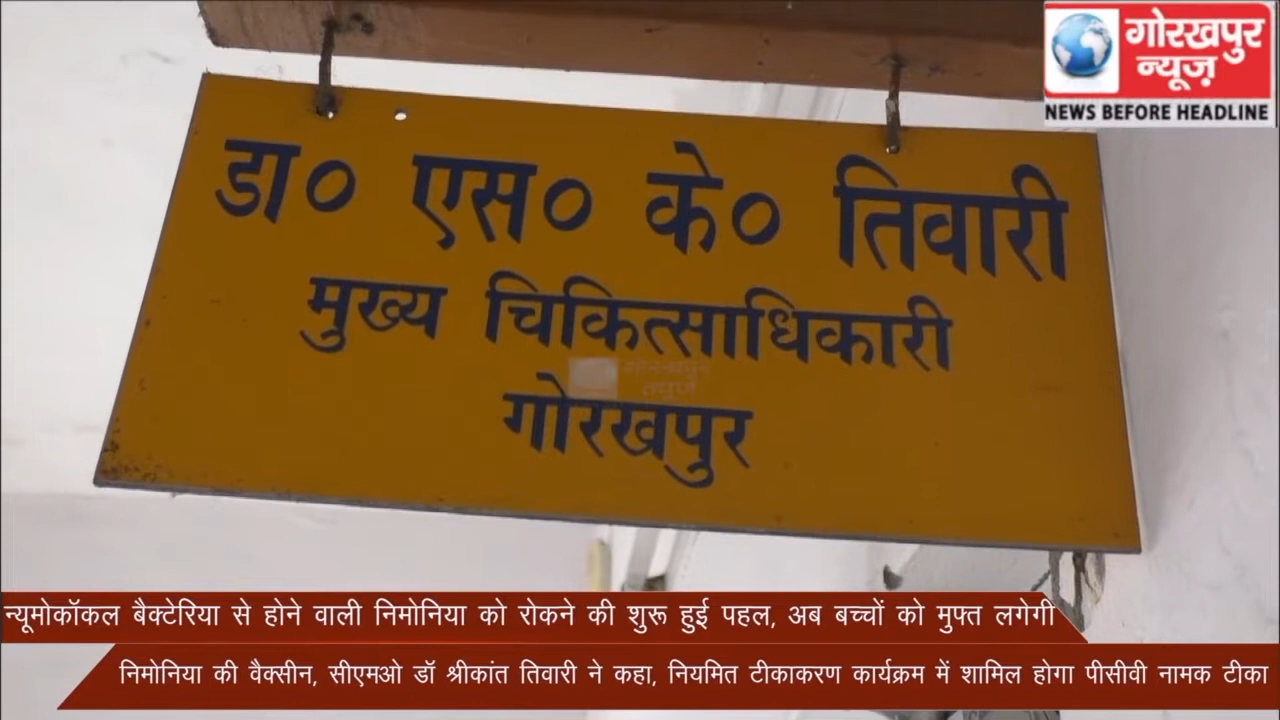 गोरखपुर
न्यूज़
NEWS BEFORE HEADLINE
डा० एस० के० तिवारी
मुख्य चिकित्साधिकारी
गोरखपुर
न्यूमोकॉकल बैक्टेरिया से होने वाली निमोनिया को रोकने की शुरू हुई पहल, अब बच्चों को मुफ्त लगेगी
निमोनिया की वैक्सीन, सीएमओ डॉ श्रीकांत तिवारी ने कहा, नियमित टीकाकरण कार्यक्रम में शामिल होगा पीसीवी नामक टीका